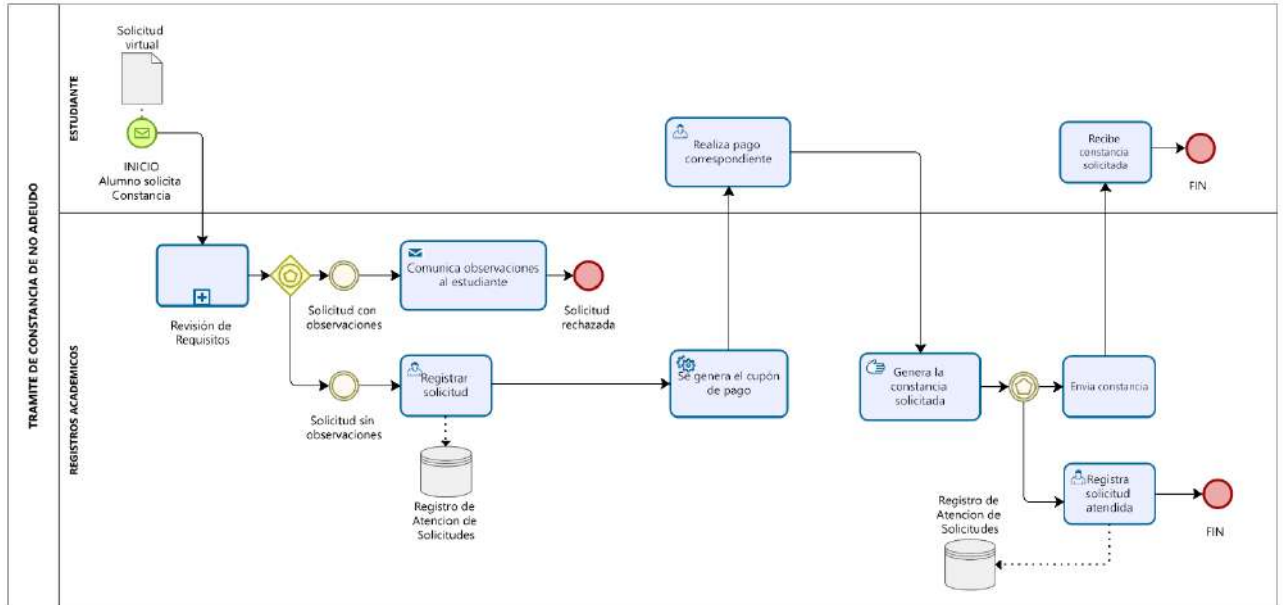 TRAMITE DE CONSTANCIA DE NO ADEUDO
ESTUDIANTE
Solicitud
virtual
INICIO
Alumno solicita
Constancia
Realiza pago
correspondiente
Recibe
constancia
solicitada
FIN
REGISTROS ACADEMICOS
Revisión de
Requisitos
Solicitud con
observaciones
Comunica observaciones
al estudiante
Solicitud
rechazada
Solicitud sin
observaciones
Registrar
solicitud
Registro de
Atencion de
Solicitudes
Se genera el cupón
de pago
Genera la
constancia
solicitada
Envia constancia
Registra
solicitud
atendida
FIN
Registro de
Atencion de
Solicitudes